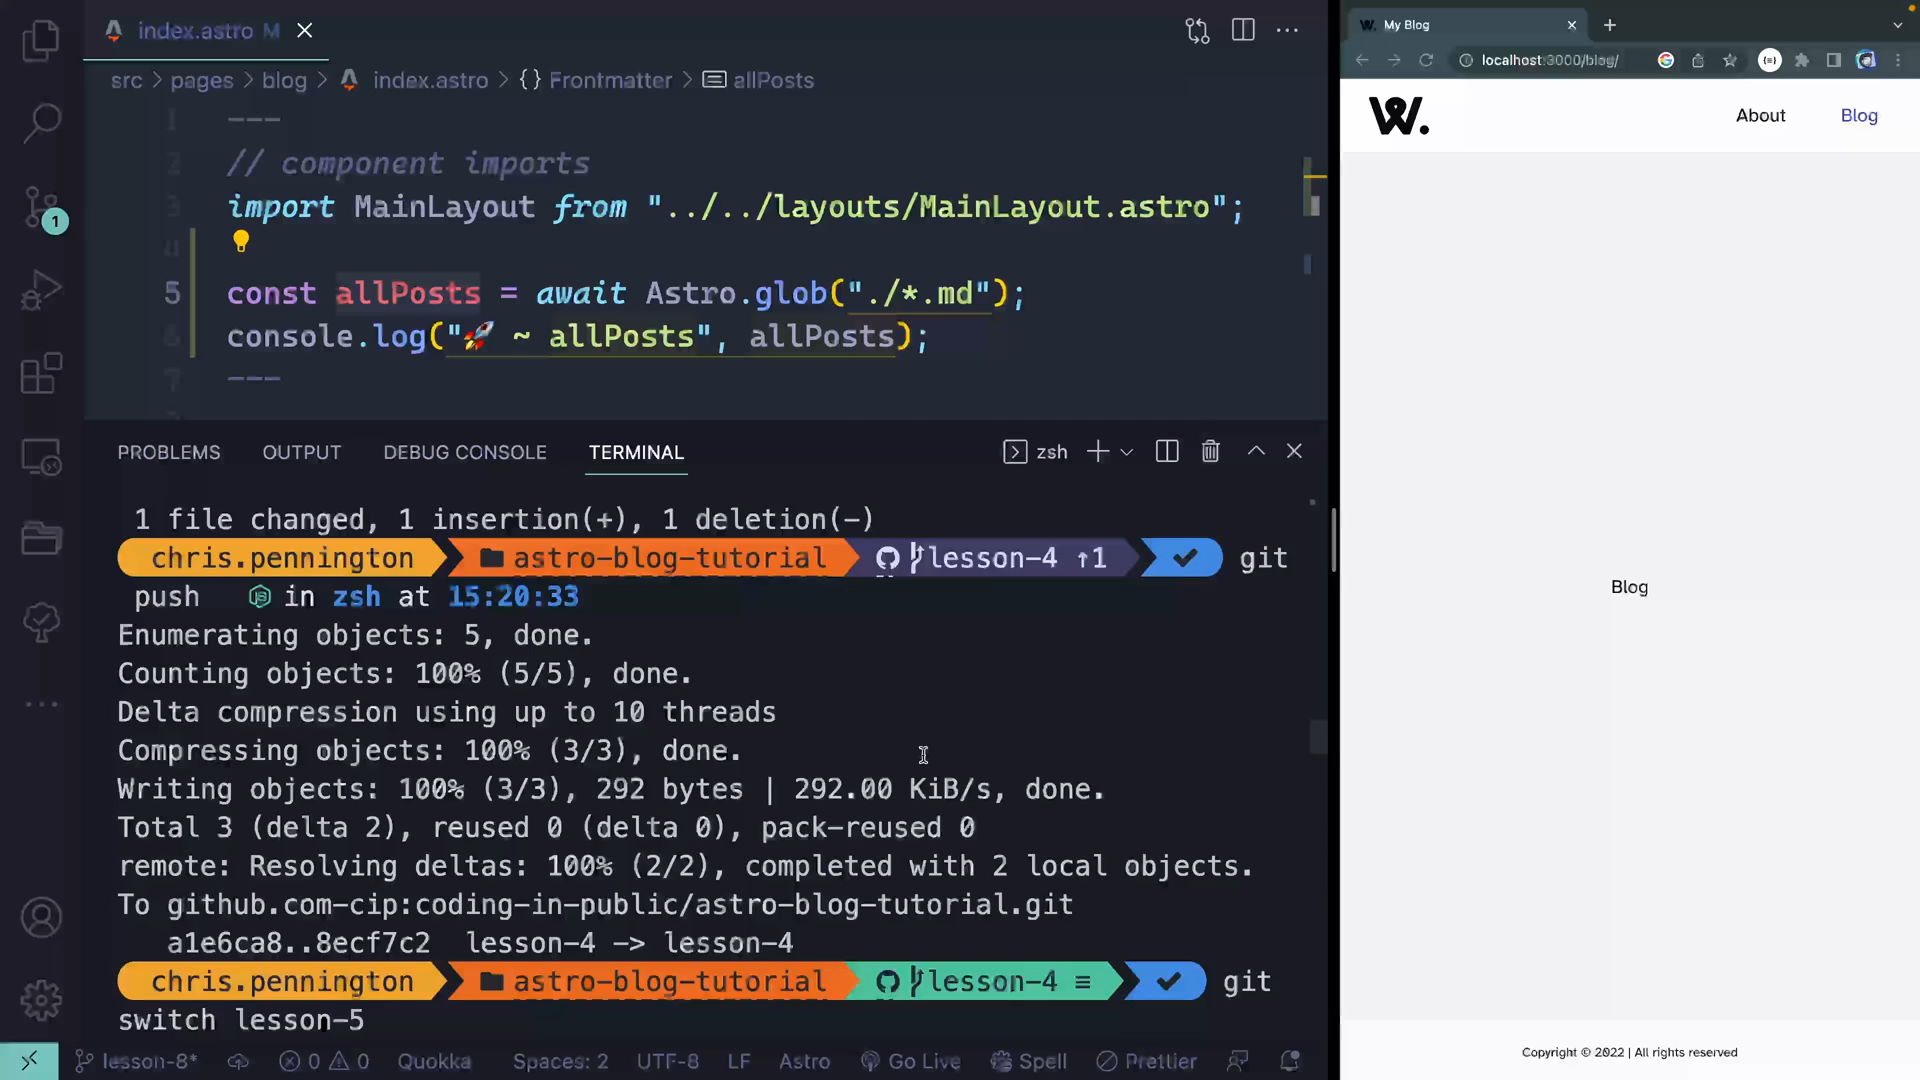 index.astro M
src > pages > blog > index.astro > {} Frontmatter > allPosts
1 ---
2 // component imports
3 import MainLayout from "../../layouts/MainLayout.astro";
4
5 const allPosts = await Astro.glob("./*.md");
6 console.log("🚀 ~ allPosts", allPosts);
7 ---
PROBLEMS OUTPUT DEBUG CONSOLE TERMINAL zsh
1 file changed, 1 insertion(+), 1 deletion(-)
chris.pennington astro-blog-tutorial lesson-4 ↑1 git
push in zsh at 15:20:33
Enumerating objects: 5, done.
Counting objects: 100% (5/5), done.
Delta compression using up to 10 threads
Compressing objects: 100% (3/3), done.
Writing objects: 100% (3/3), 292 bytes | 292.00 KiB/s, done.
Total 3 (delta 2), reused 0 (delta 0), pack-reused 0
remote: Resolving deltas: 100% (2/2), completed with 2 local objects.
To github.com-cip:coding-in-public/astro-blog-tutorial.git
a1e6ca8..8ecf7c2 lesson-4 -> lesson-4
chris.pennington astro-blog-tutorial lesson-4 ≡ git
switch lesson-5
1
lesson-8* 0 0 Quokka Spaces: 2 UTF-8 LF Astro Go Live Spell Prettier
W. My Blog
localhost:3000/blog/
W. About Blog
Blog
Copyright © 2022 | All rights reserved